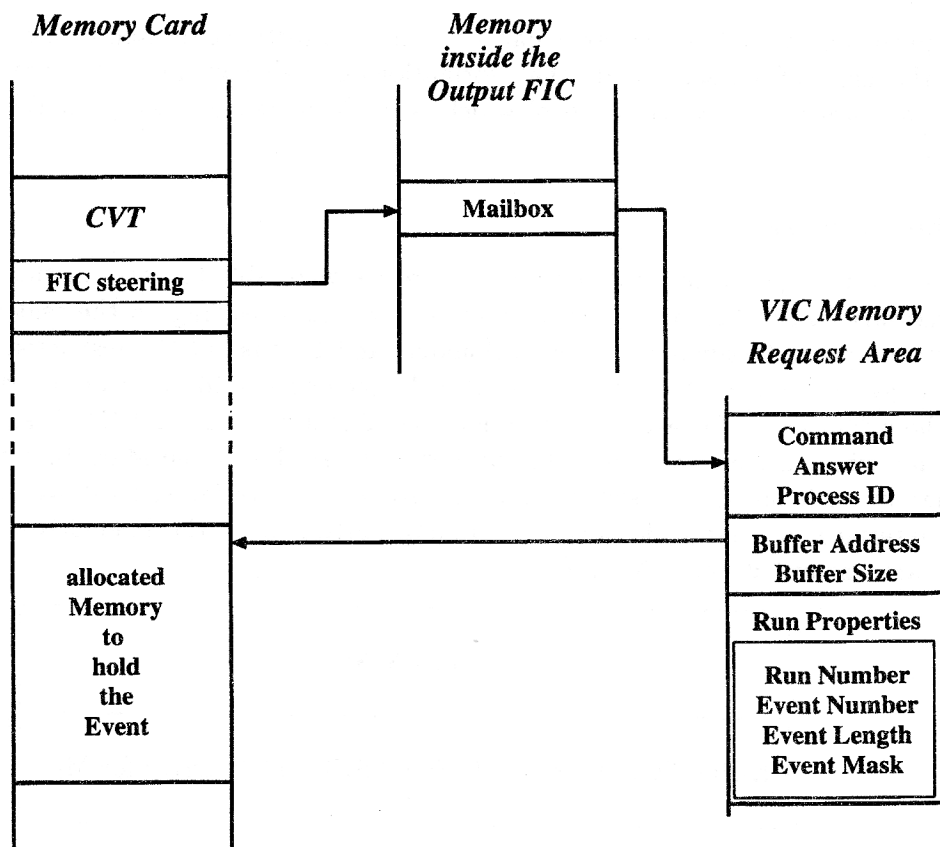 Memory Card
CVT
FIC steering
allocated
Memory
to
hold
the
Event
Memory
inside the
Output FIC
Mailbox
VIC Memory
Request Area
Command
Answer
Process ID
Buffer Address
Buffer Size
Run Properties
Run Number
Event Number
Event Length
Event Mask